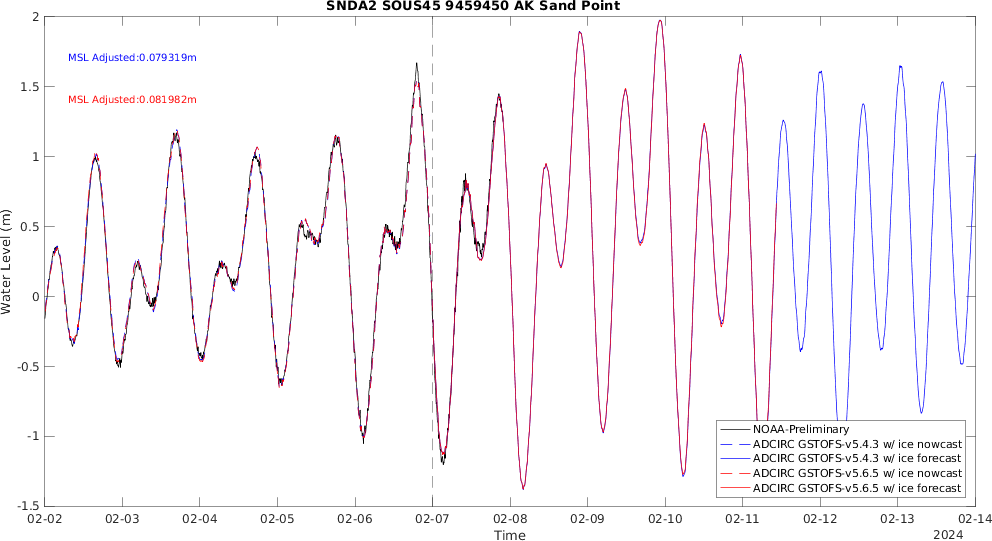 SNDA2 SOUS45 9459450 AK Sand Point
2
1.5
1
0.5
0
-0.5
-1
-1.5
Water Level (m)
MSL Adjusted:0.079319m
MSL Adjusted:0.081982m
NOAA-Preliminary
ADCIRC GSTOFS-v5.4.3 w/ ice nowcast
ADCIRC GSTOFS-v5.4.3 w/ ice forecast
ADCIRC GSTOFS-v5.6.5 w/ ice nowcast
ADCIRC GSTOFS-v5.6.5 w/ ice forecast
02-02 02-03 02-04 02-05 02-06 02-07 02-08 02-09 02-10 02-11 02-12 02-13 02-14
Time
2024